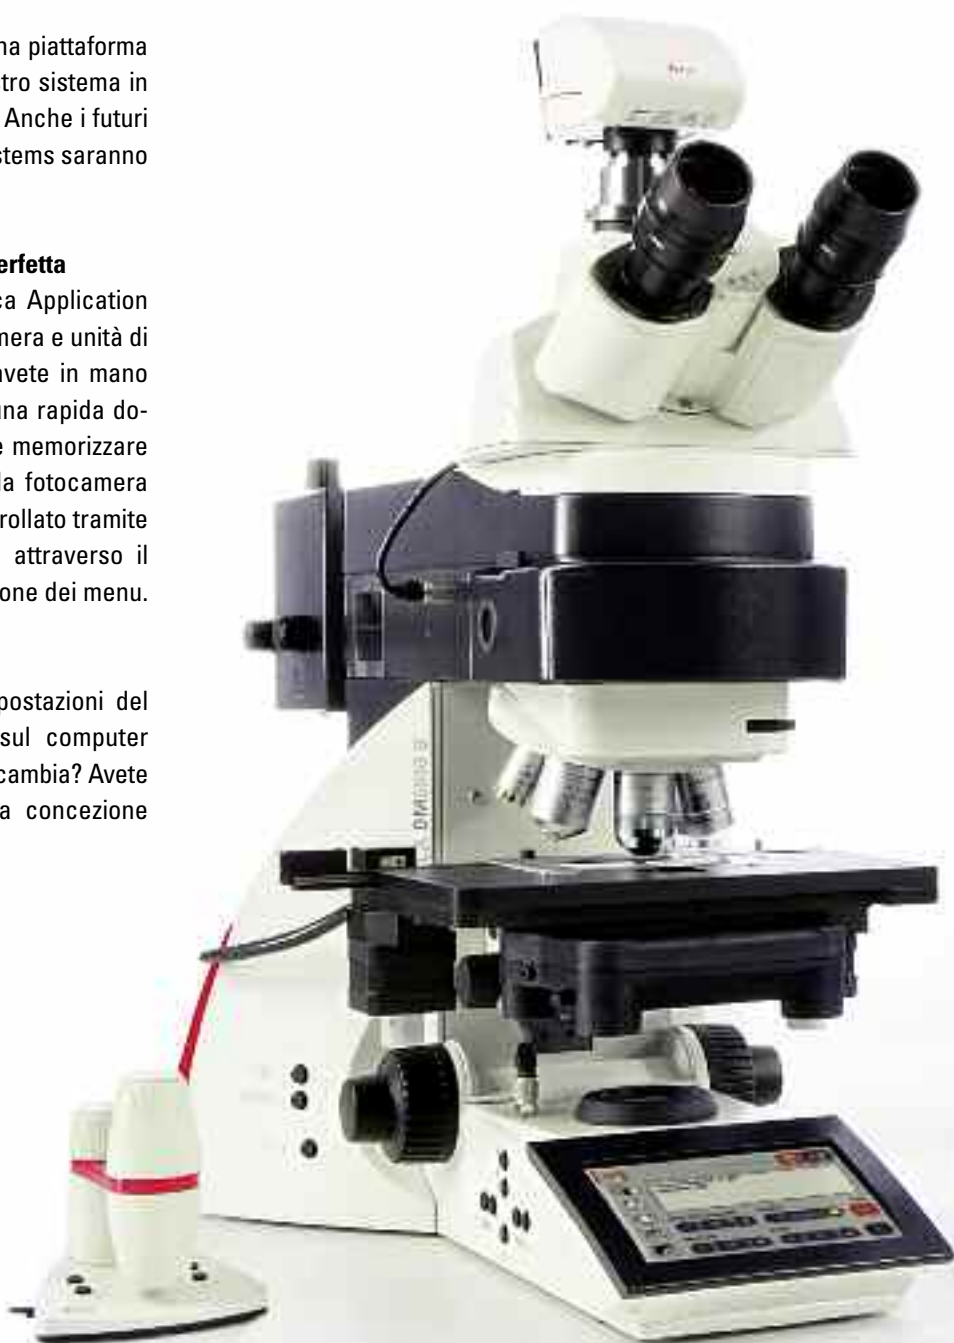 na piattaforma
tro sistema in
Anche i futuri
stems saranno
erfetta
ca Application
mera e unità di
avete in mano
una rapida do-
e memorizzare
la fotocamera
rollato tramite
attraverso il
one dei menu.
postazioni del
sul computer
cambia? Avete
a concezione